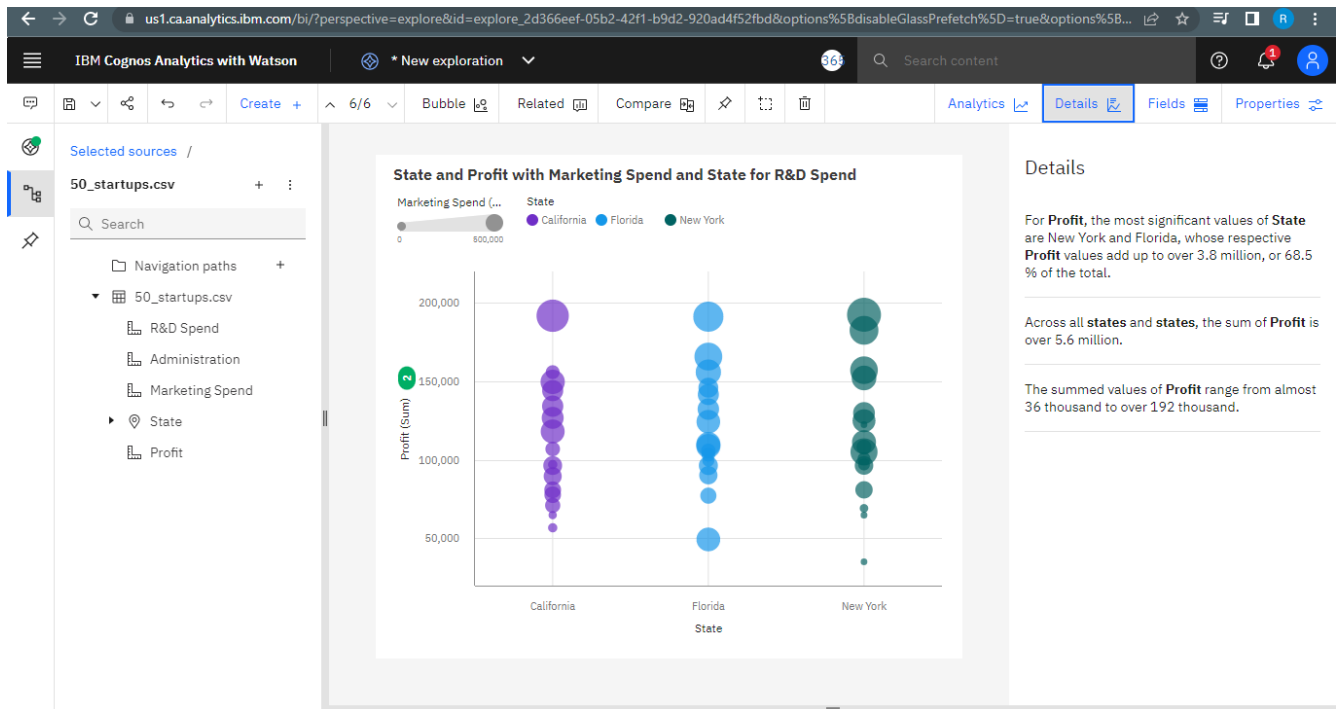 us1.ca.analytics.ibm.com/bi/?perspective=explore&id=explore_2d366eef-05b2-42f1-b9d2-920ad4f52fbd&options%5BdisableGlassPrefetch%5D=true&options%5B...
R
IBM Cognos Analytics with Watson
* New exploration
365
Search content
1
Create +
6/6
Bubble
Related
Compare
Analytics
Details
Fields
Properties
Selected sources /
50_startups.csv
Search
Navigation paths
50_startups.csv
R&D Spend
Administration
Marketing Spend
State
Profit
State and Profit with Marketing Spend and State for R&D Spend
Marketing Spend (...
0
600,000
State
California
Florida
New York
200,000
150,000
100,000
50,000
2
Profit (Sum)
California
Florida
New York
State
Details
For Profit, the most significant values of State
are New York and Florida, whose respective
Profit values add up to over 3.8 million, or 68.5
% of the total.
Across all states and states, the sum of Profit is
over 5.6 million.
The summed values of Profit range from almost
36 thousand to over 192 thousand.